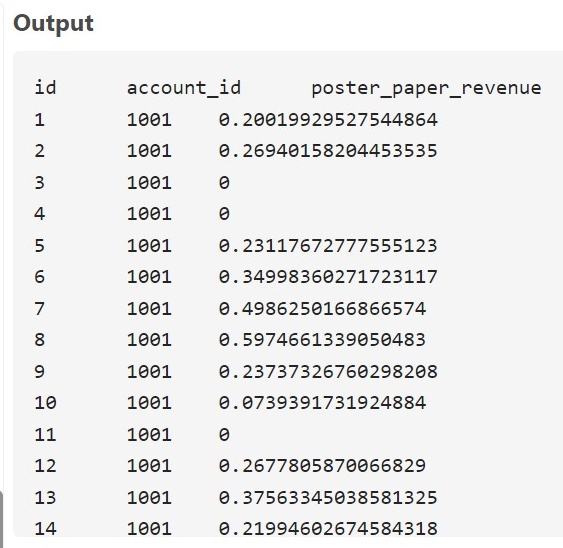 Output
id account_id poster_paper_revenue
1 1001 0.20019929527544864
2 1001 0.26940158204453535
3 1001 0
4 1001 0
5 1001 0.23117672777555123
6 1001 0.34998360271723117
7 1001 0.4986250166866574
8 1001 0.5974661339050483
9 1001 0.23737326760298208
10 1001 0.0739391731924884
11 1001 0
12 1001 0.2677805870066829
13 1001 0.37563345038581325
14 1001 0.21994602674584318